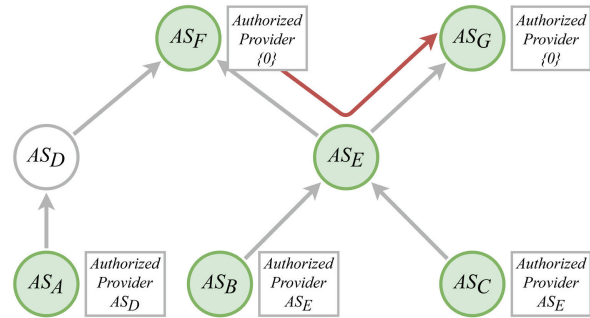 AS_F
Authorized
Provider
{0}
AS_G
Authorized
Provider
{0}
AS_D
AS_E
AS_A
Authorized
Provider
AS_D
AS_B
Authorized
Provider
AS_E
AS_C
Authorized
Provider
AS_E